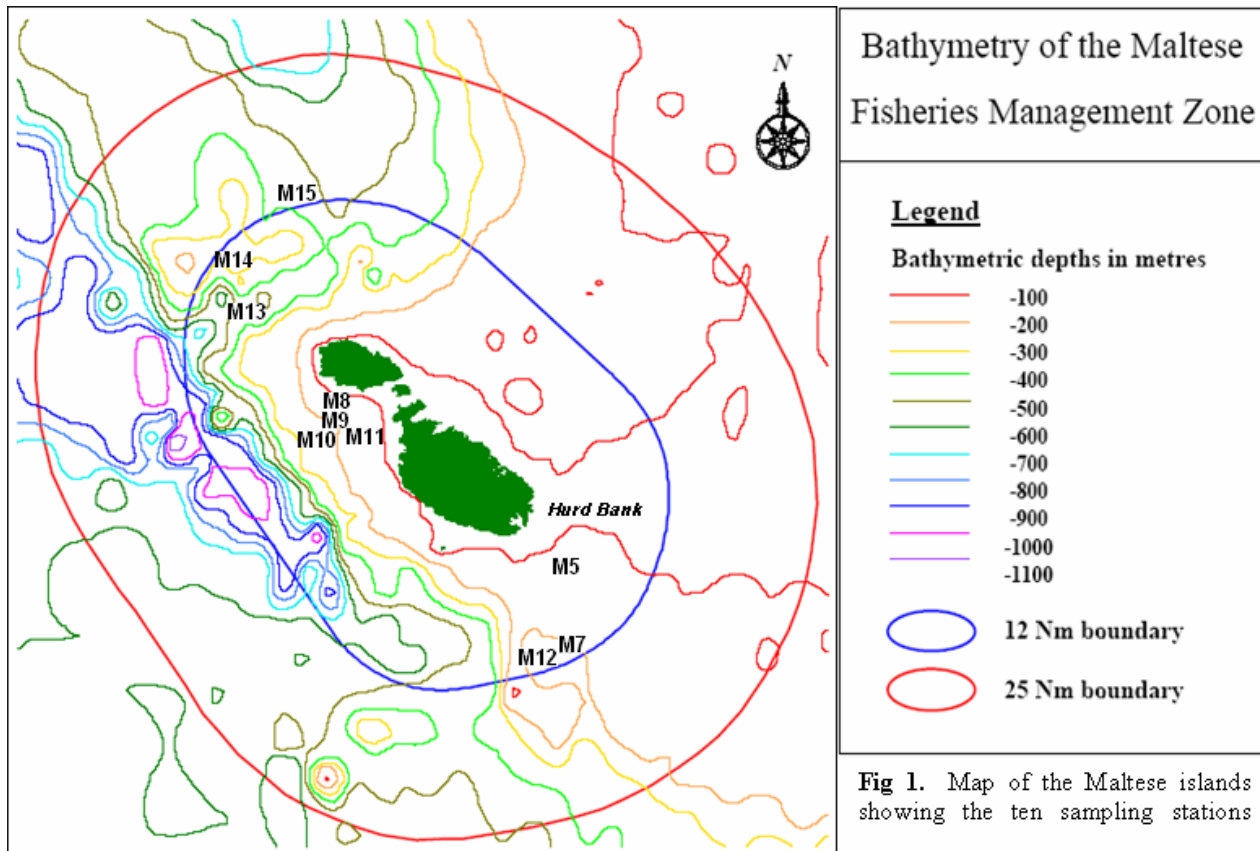 N
M15
M14
M13
M8
M9
M10
M11
Hurd Bank
M5
M7
M12
Bathymetry of the Maltese
Fisheries Management Zone
Legend
Bathymetric depths in metres
-100
-200
-300
-400
-500
-600
-700
-800
-900
-1000
-1100
12 Nm boundary
25 Nm boundary
Fig 1. Map of the Maltese islands
showing the ten sampling stations